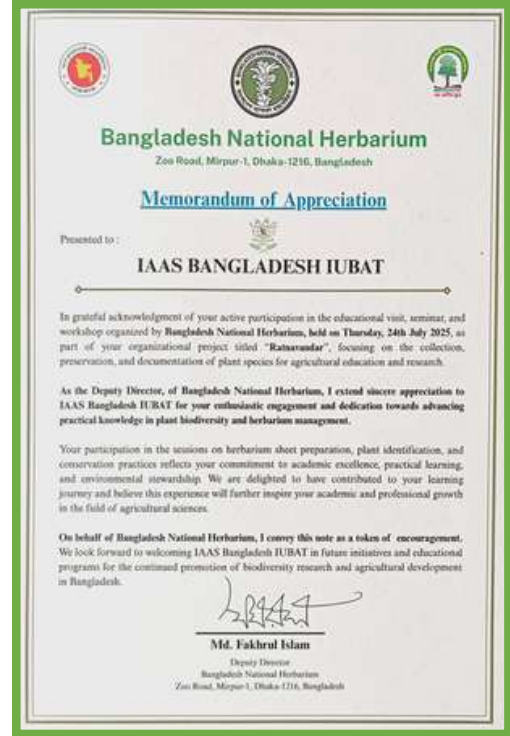 Bangladesh National Herbarium
Zoo Road, Mirpur-1, Dhaka-1216, Bangladesh
Memorandum of Appreciation
Presented to :
IAAS BANGLADESH IUBAT
In grateful acknowledgment of your active participation in the educational visit, seminar, and
workshop organized by Bangladesh National Herbarium, held on Thursday, 24th July 2025, as
part of your organizational project titled "Ratnavandar", focusing on the collection,
preservation, and documentation of plant species for agricultural education and research.
As the Deputy Director, of Bangladesh National Herbarium, I extend sincere appreciation to
IAAS Bangladesh IUBAT for your enthusiastic engagement and dedication towards advancing
practical knowledge in plant biodiversity and herbarium management.
Your participation in the sessions on herbarium sheet preparation, plant identification, and
conservation practices reflects your commitment to academic excellence, practical learning,
and environmental stewardship. We are delighted to have contributed to your learning
journey and believe this experience will further inspire your academic and professional growth
in the field of agricultural sciences.
On behalf of Bangladesh National Herbarium, I convey this note as a token of encouragement.
We look forward to welcoming IAAS Bangladesh IUBAT in future initiatives and educational
programs for the continued promotion of biodiversity research and agricultural development
in Bangladesh.
Md. Fakhrul Islam
Deputy Director
Bangladesh National Herbarium
Zoo Road, Mirpur-1, Dhaka-1216, Bangladesh